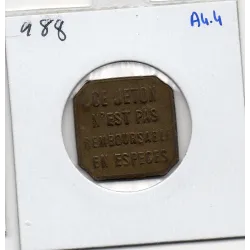 988
A4.4
CE JETON
N'EST PAS
REMBOURSABLE
EN ESPECES